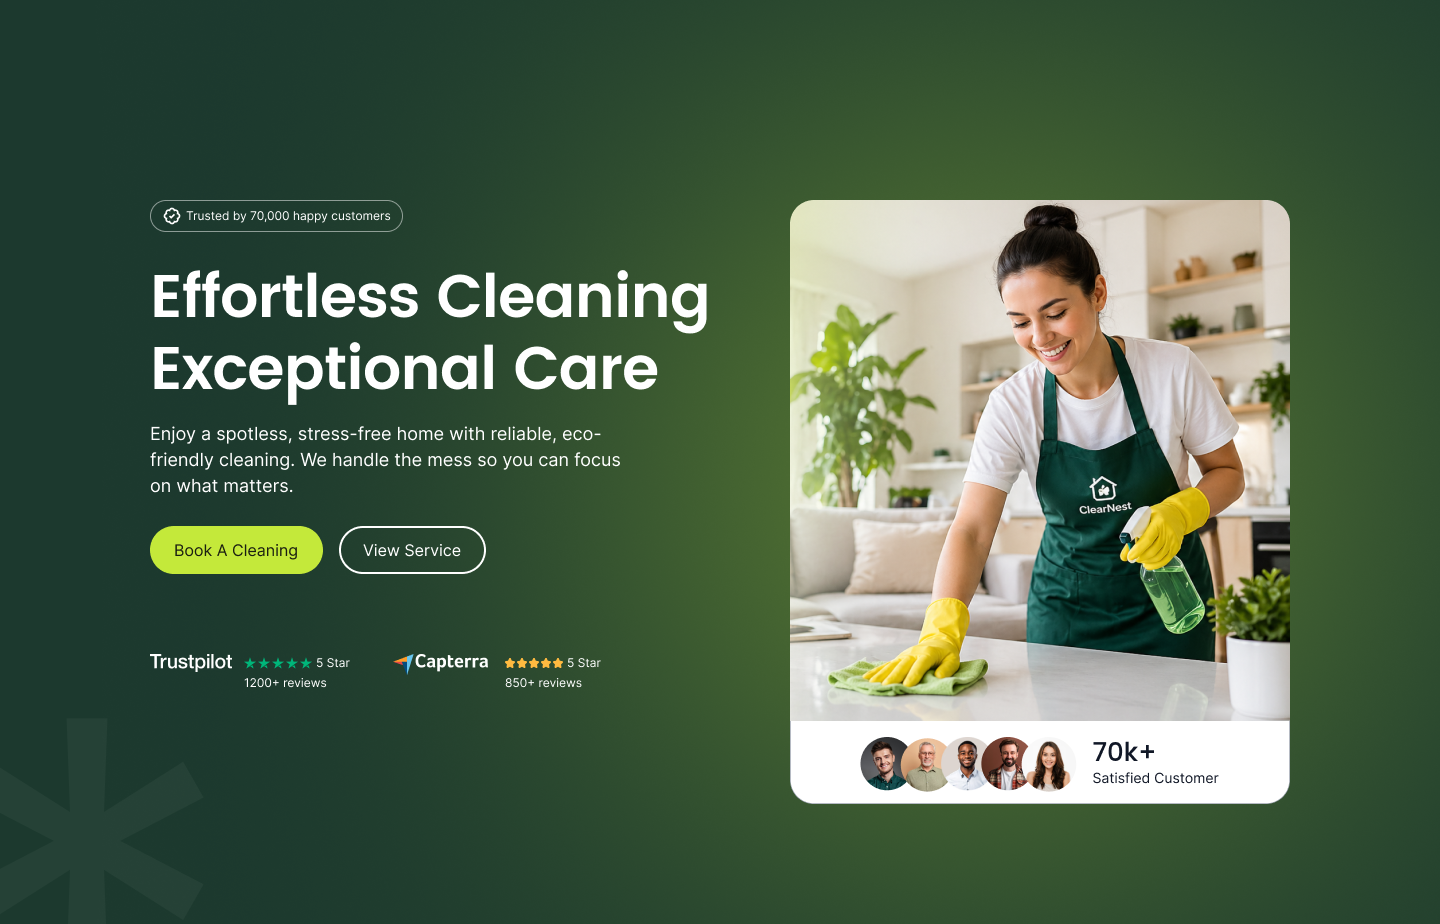 Trusted by 70,000 happy customers
Effortless Cleaning
Exceptional Care
Enjoy a spotless, stress-free home with reliable, eco-
friendly cleaning. We handle the mess so you can focus
on what matters.
Book A Cleaning
View Service
Trustpilot
5 Star
1200+ reviews
Capterra
5 Star
850+ reviews
ClearNest
70k+
Satisfied Customer